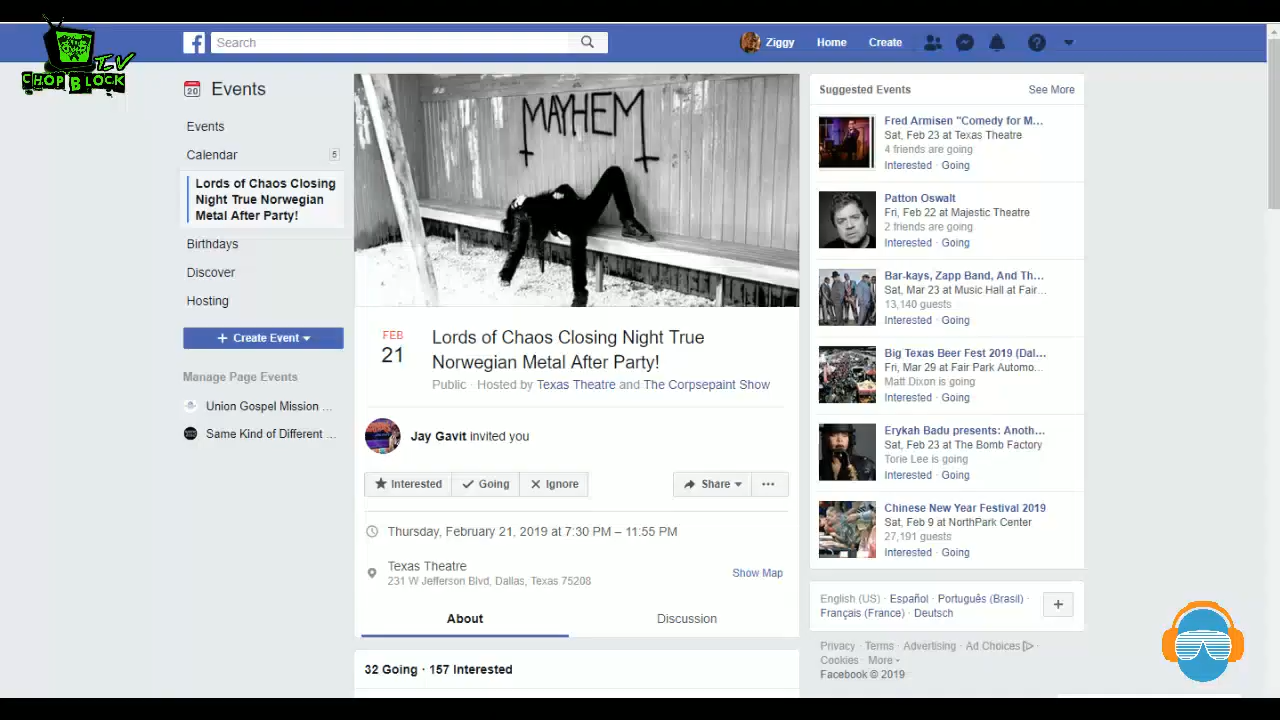 CHOP BLOCK TV
Search
Ziggy
Home
Create
20
Events
Events
Calendar
5
Lords of Chaos Closing
Night True Norwegian
Metal After Party!
Birthdays
Discover
Hosting
+ Create Event
Manage Page Events
Union Gospel Mission ...
Same Kind of Different ...
MAYHEM
FEB
21
Lords of Chaos Closing Night True
Norwegian Metal After Party!
Public · Hosted by Texas Theatre and The Corpsepaint Show
Jay Gavit invited you
Interested
Going
Ignore
Share
Thursday, February 21, 2019 at 7:30 PM – 11:55 PM
Texas Theatre
231 W Jefferson Blvd, Dallas, Texas 75208
Show Map
About
Discussion
32 Going · 157 Interested
Suggested Events
See More
Fred Armisen "Comedy for M...
Sat, Feb 23 at Texas Theatre
4 friends are going
Interested · Going
Patton Oswalt
Fri, Feb 22 at Majestic Theatre
2 friends are going
Interested · Going
Bar-kays, Zapp Band, And Th...
Sat, Mar 23 at Music Hall at Fair...
13,140 guests
Interested · Going
Big Texas Beer Fest 2019 (Dal...
Fri, Mar 29 at Fair Park Automo...
Matt Dixon is going
Interested · Going
Erykah Badu presents: Anoth...
Sat, Feb 23 at The Bomb Factory
Torie Lee is going
Interested · Going
Chinese New Year Festival 2019
Sat, Feb 9 at NorthPark Center
27,191 guests
Interested · Going
English (US) · Español · Português (Brasil) ·
Français (France) · Deutsch
Privacy · Terms · Advertising · Ad Choices ·
Cookies · More
Facebook © 2019